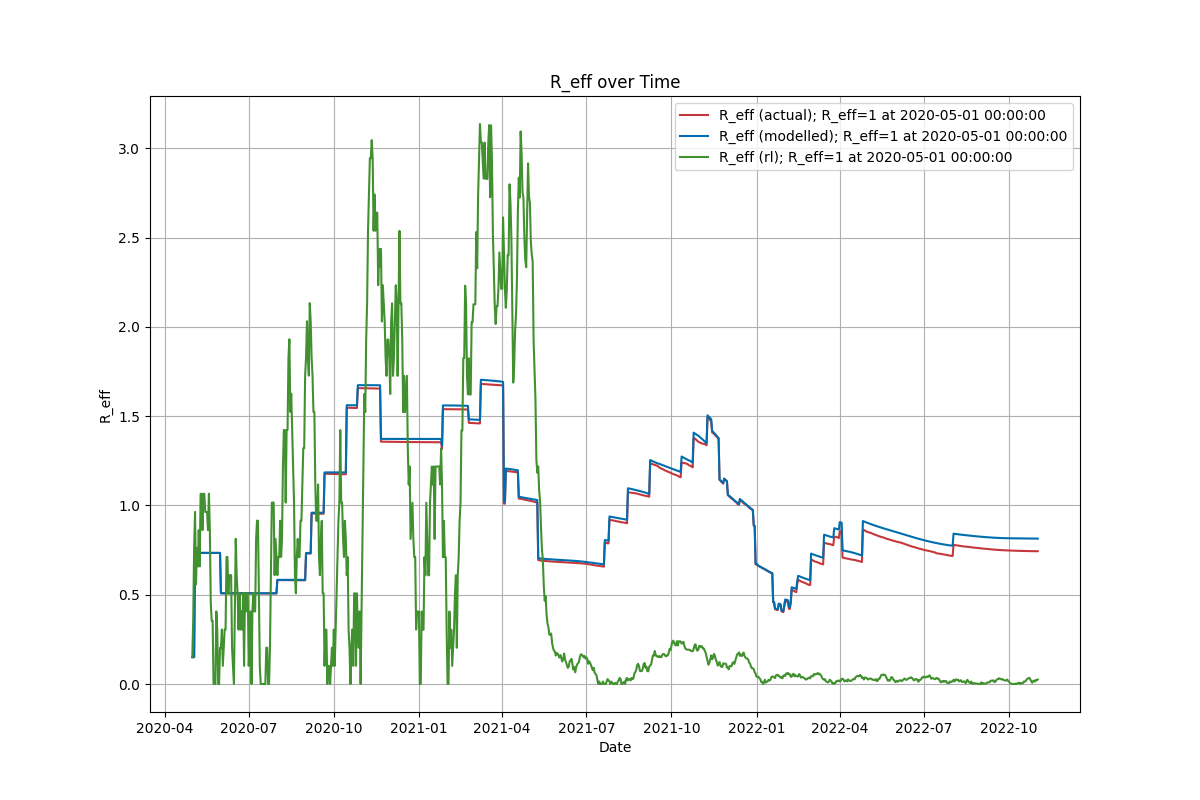 R_eff over Time
R_eff (actual); R_eff=1 at 2020-05-01 00:00:00
R_eff (modelled); R_eff=1 at 2020-05-01 00:00:00
R_eff (rl); R_eff=1 at 2020-05-01 00:00:00
3.0
2.5
2.0
1.5
1.0
0.5
0.0
R_eff
2020-04 2020-07 2020-10 2021-01 2021-04 2021-07 2021-10 2022-01 2022-04 2022-07 2022-10
Date